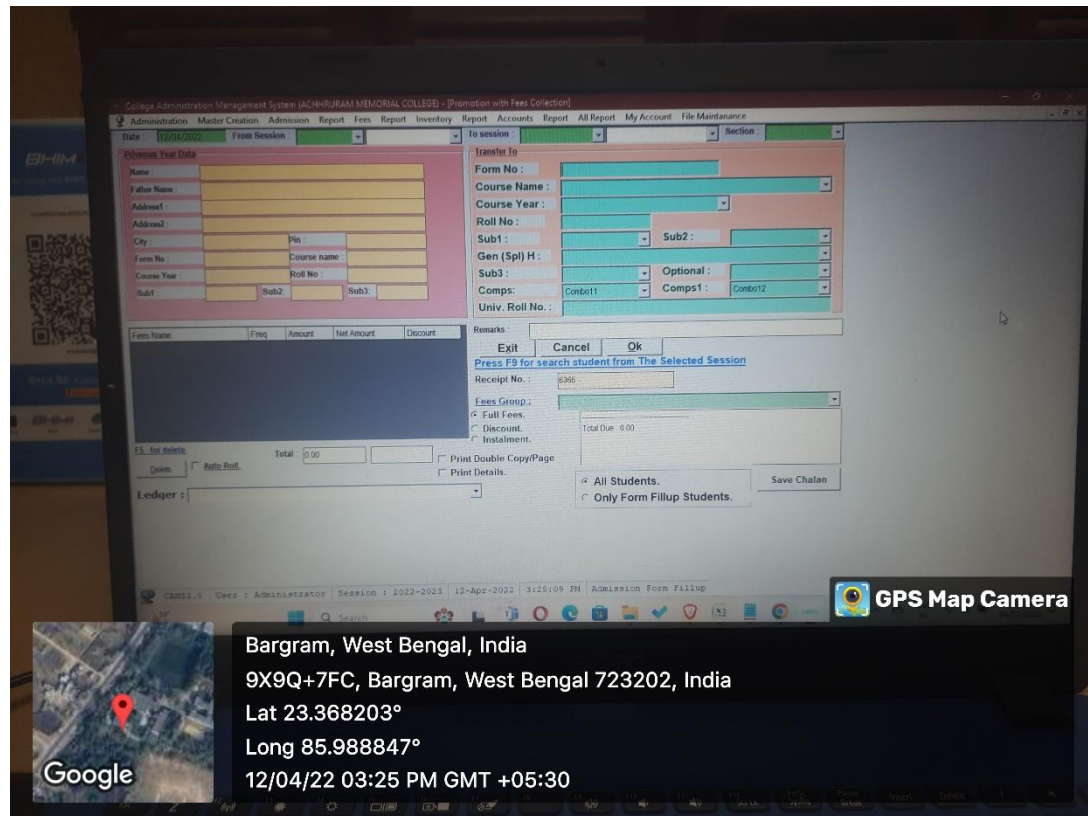 College Administration Management System (ACHHRURAM MEMORIAL COLLEGE) - [Promotion with Fees Collection]
Administration Master Creation Admission Report Fees Report Inventory Report Accounts Report All Report My Account File Maintanance
Date : 12/04/2022 From Session : To session : Section :
BHIM
Previous Year Data
Name :
Father Name :
Address1 :
Address2 :
City : Pin :
Form No : Course name :
Course Year : Roll No :
Sub1 : Sub2: Sub3:
Transfer To
Form No :
Course Name :
Course Year :
Roll No :
Sub1 : Sub2 :
Gen (Spl) H :
Sub3 : Optional :
Comps: Combo11 Comps1 : Combo12
Univ. Roll No. :
Fees Name Freq Amount Net Amount Discount
Remarks :
Exit Cancel Ok
Press F9 for search student from The Selected Session
Receipt No. : 6365
Fees Group :
Full Fees.
Discount.
Instalment.
Total Due 0.00
F5 for delete.
Total : 0.00
Delete Auto Roll.
Print Double Copy/Page
Print Details.
All Students.
Only Form Fillup Students.
Save Chalan
Ledger :
User : Administrator Session : 2022-2023 12-Apr-2022 3:25:09 PM Admission Form Fillup
Search
GPS Map Camera
Bargram, West Bengal, India
9X9Q+7FC, Bargram, West Bengal 723202, India
Lat 23.368203°
Long 85.988847°
12/04/22 03:25 PM GMT +05:30
Google